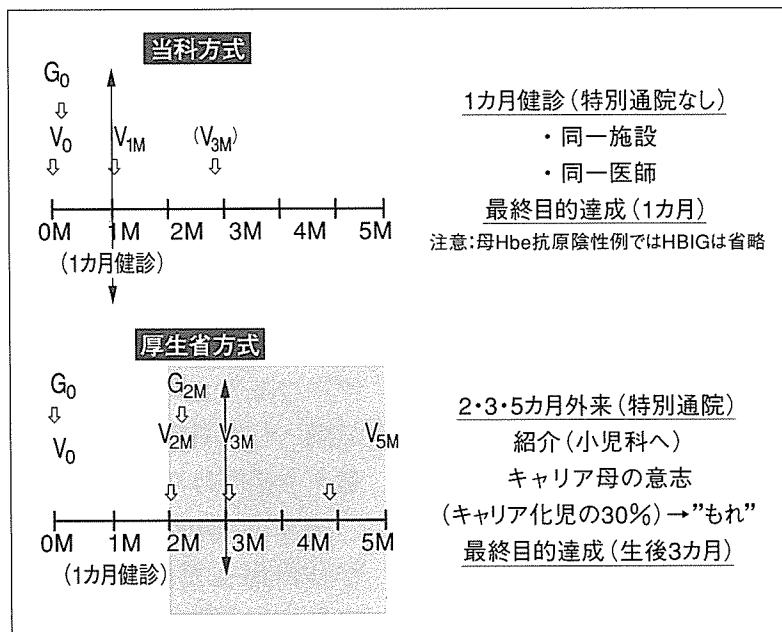 当科方式
G0
V0 V1M (V3M)
0M 1M 2M 3M 4M 5M
(1カ月健診)
1カ月健診(特別通院なし)
・同一施設
・同一医師
最終目的達成(1カ月)
注意:母Hbe抗原陰性例ではHBIGは省略
厚生省方式
G0 G2M
V0 V2M V3M V5M
0M 1M 2M 3M 4M 5M
(1カ月健診)
2・3・5カ月外来(特別通院)
紹介(小児科へ)
キャリア母の意志
(キャリア化児の30%)→"もれ"
最終目的達成(生後3カ月)